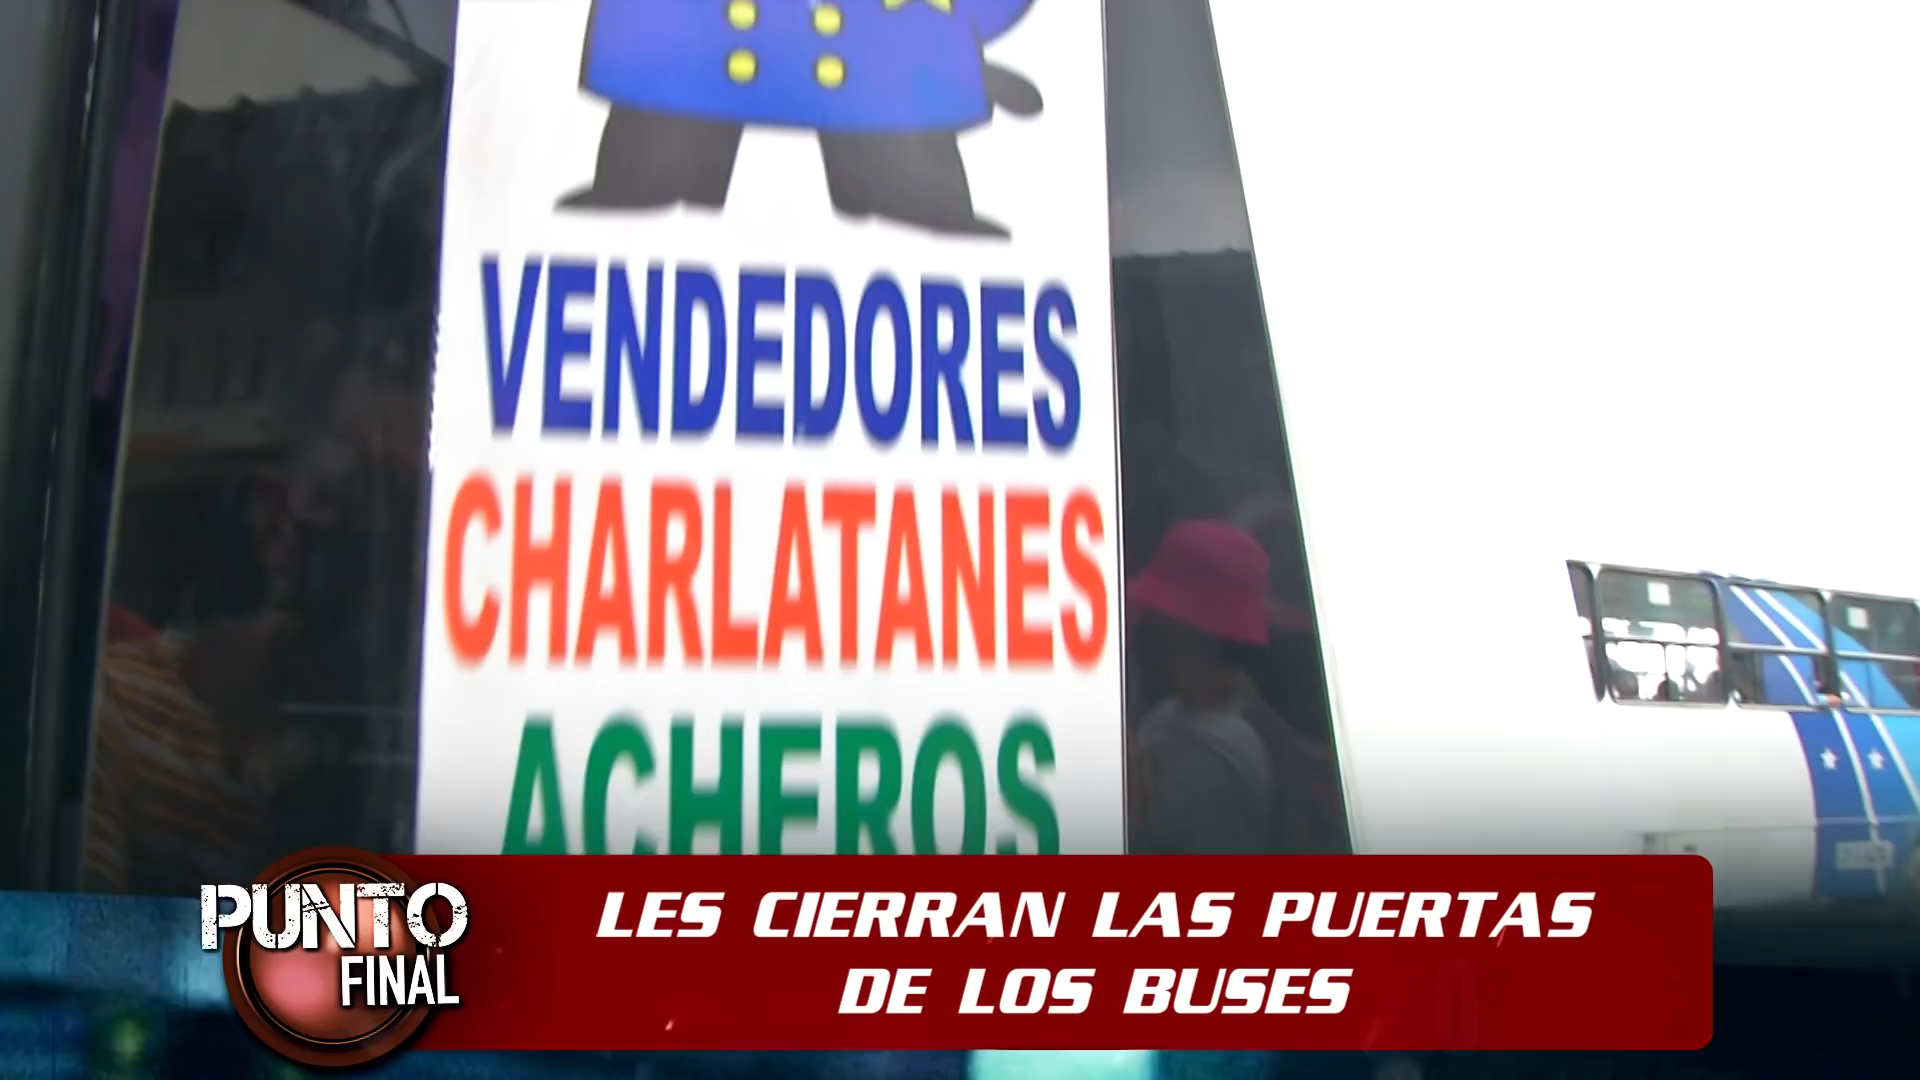 VENDEDORES
CHARLATANES
ACHEROS
PUNTO
FINAL
LES CIERRAN LAS PUERTAS
DE LOS BUSES